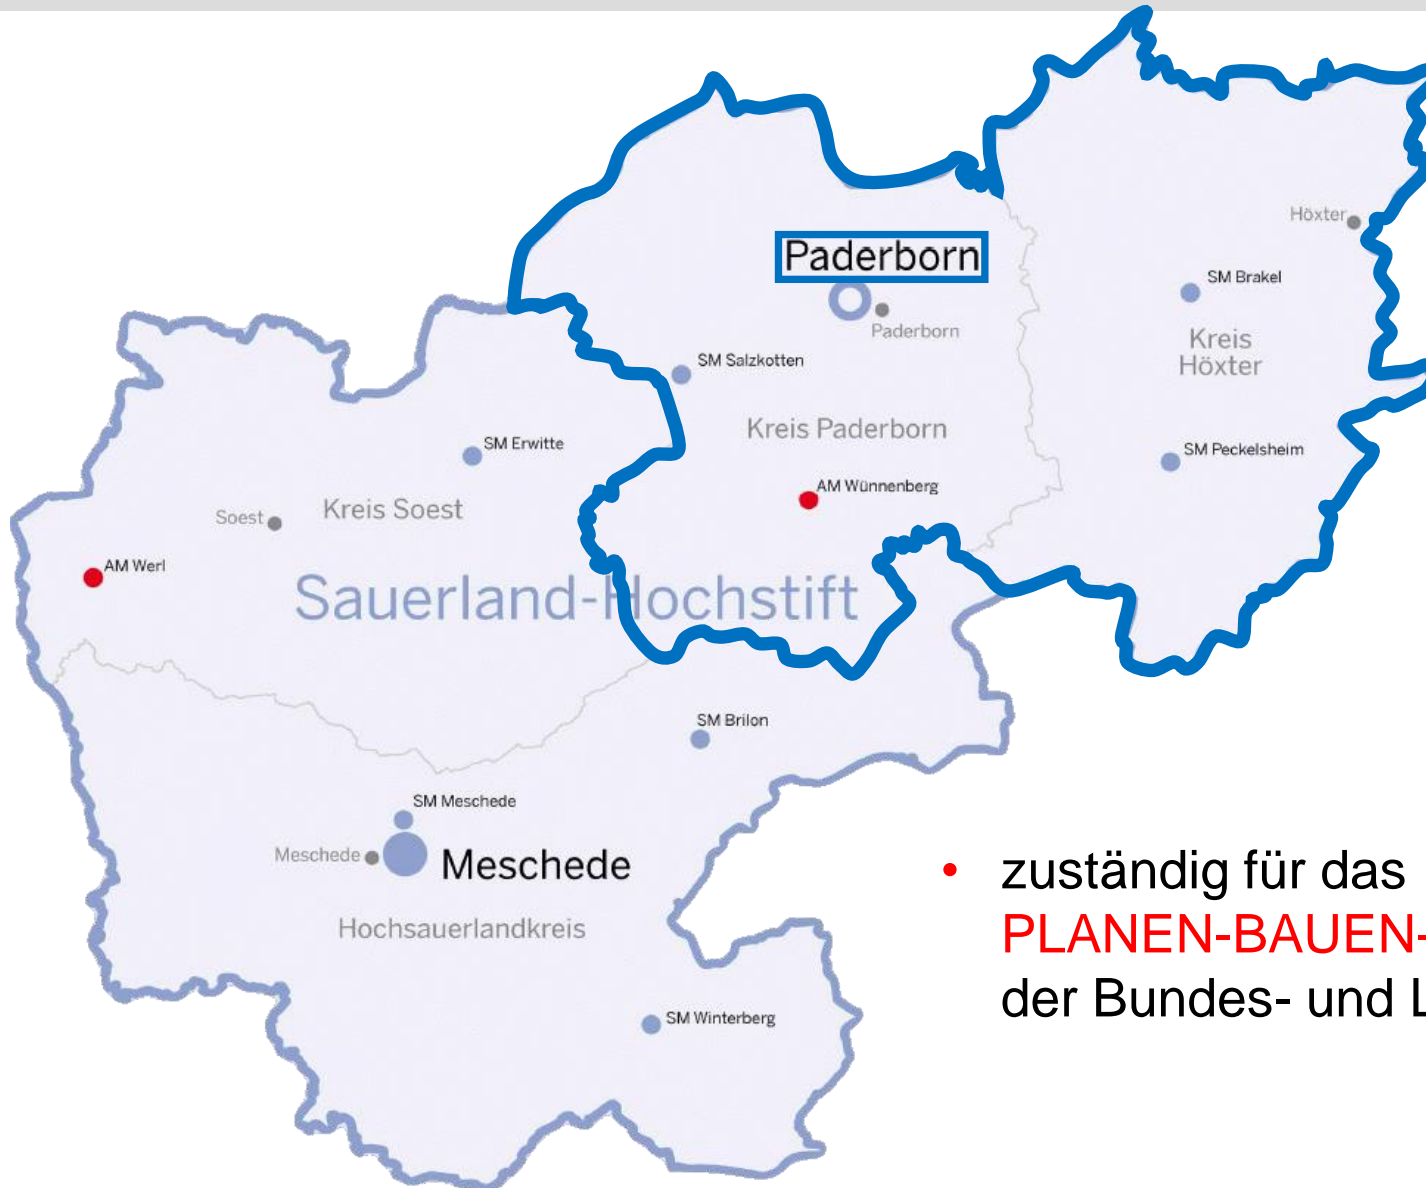 Höxter
Paderborn
SM Brakel
Paderborn
Kreis
Höxter
SM Salzkotten
Kreis Paderborn
SM Erwitte
SM Peckelsheim
AM Wünnenberg
Kreis Soest
Soest
AM Werl
Sauerland-Hochstift
SM Brilon
SM Meschede
Meschede
Meschede
Hochsauerlandkreis
SM Winterberg
• zuständig für das
PLANEN-BAUEN-
der Bundes- und L